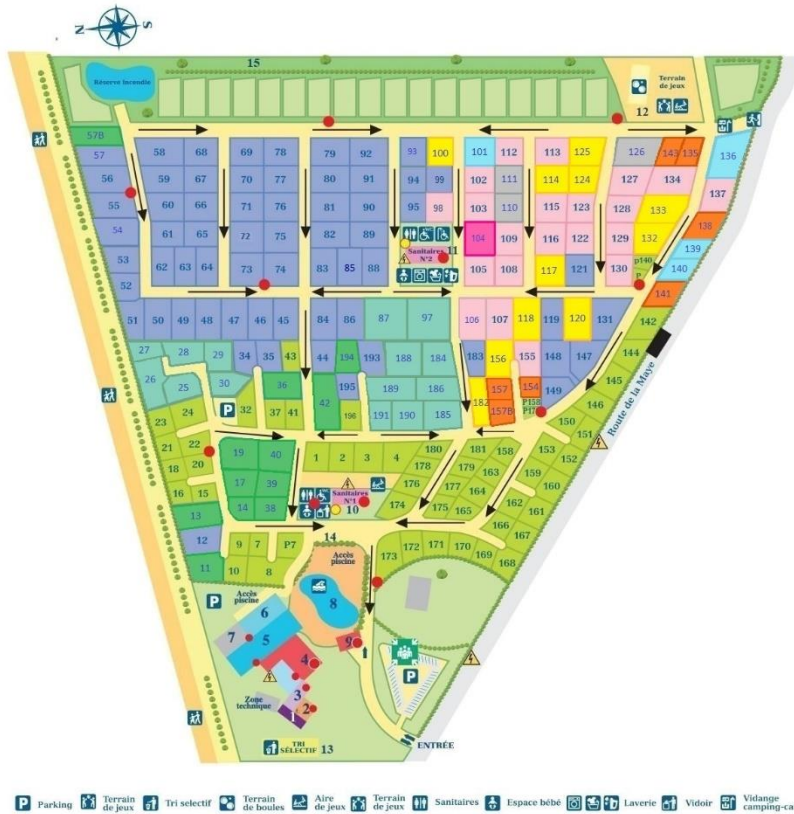 N
S
15
Réserve incendie
Terrain
de jeux
12
57B
57
58 68
69 78
79 92
93 100
101 112
113 125
126 143 135
136
56
59 67
70 77
80 91
94 99
102 111
114 124
127 134
55
60 66
71 76
81 90
95 98
103 110
115 123
128 133
137
54
61 65
72 75
82 89
Sanitaires
N°2
11
104 109
116 122
129 132
138
139
53
62 63 64
73 74
83 85 88
105 108
117 121
130
P140
P
140
52
141
51 50 49 48 47 46 45
84 86 87 97
106 107 118 119 120 131
142
27 28 29 34 35 43
44 194 193 188 184
183 156 155 148 147
144
26 25 30
36
42 195 189 186
157 154 149
145
Route de la Maye
24 32 37 41
196 191 190 185
182 157B
P158
146
23
21 22
19 40
1 2 3 4 180
181 158
150
151
18 20
17 39
178 179 163
159 153 152
16 15
14 38
Sanitaires
N°1
10
176 177 164
160 162
13
174 175 165
161
12
9 7 P7
14
166 167
11
10 8
Accès
piscine
173 172 171 170 169 168
P
Accès
piscine
6
8
7
5
9
4
P
3
Zone
technique
1
2
TRI
SÉLECTIF
13
ENTRÉE
P Parking
Terrain
de jeux
Tri selectif
Terrain
de boules
Aire
de jeux
Terrain
de jeux
Sanitaires
Espace bébé
Laverie
Vidoir
Vidange
camping-ca